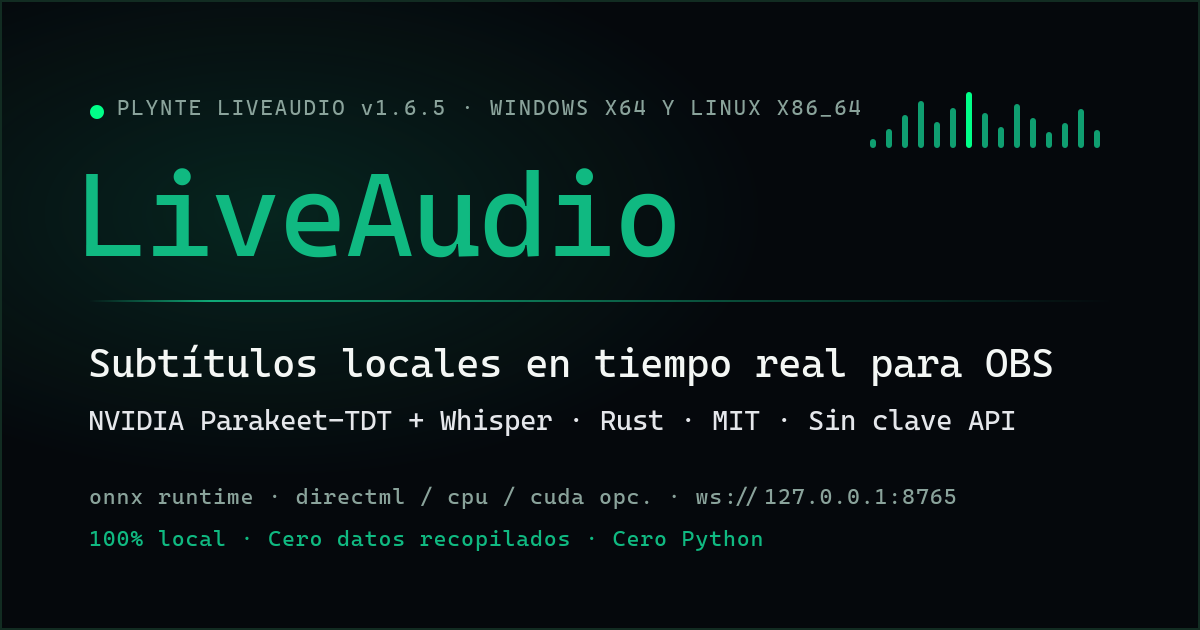 PLYNTE LIVEAUDIO v1.6.5 · WINDOWS X64 Y LINUX X86_64
LiveAudio
Subtítulos locales en tiempo real para OBS
NVIDIA Parakeet-TDT + Whisper · Rust · MIT · Sin clave API
onnx runtime · directml / cpu / cuda opc. · ws://127.0.0.1:8765
100% local · Cero datos recopilados · Cero Python